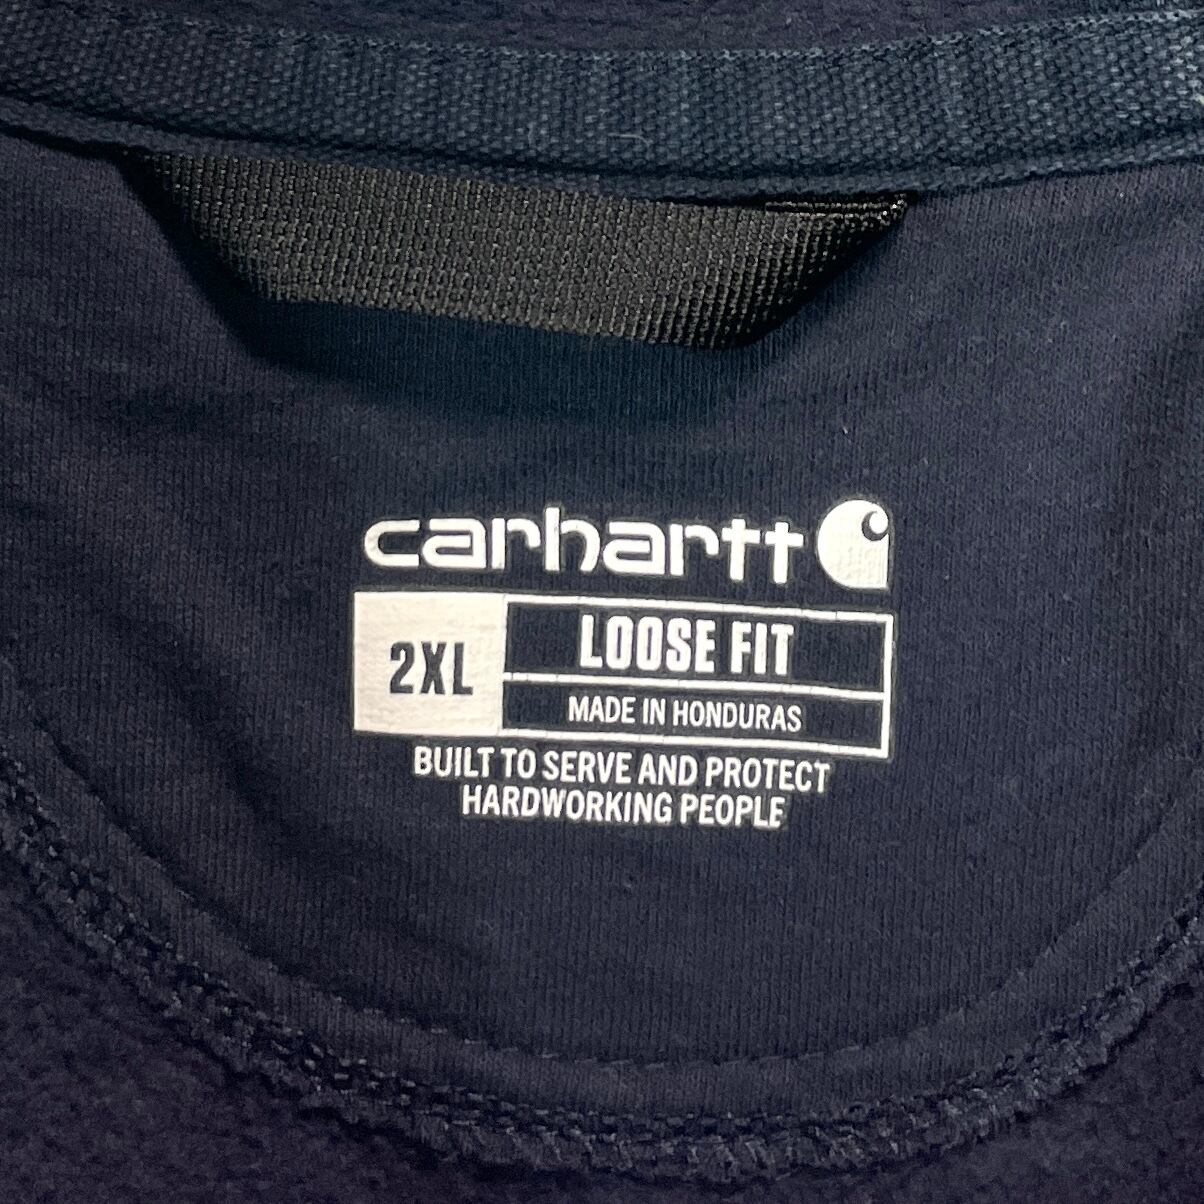 carhartt
2XL
LOOSE FIT
MADE IN HONDURAS
BUILT TO SERVE AND PROTECT
HARDWORKING PEOPLE